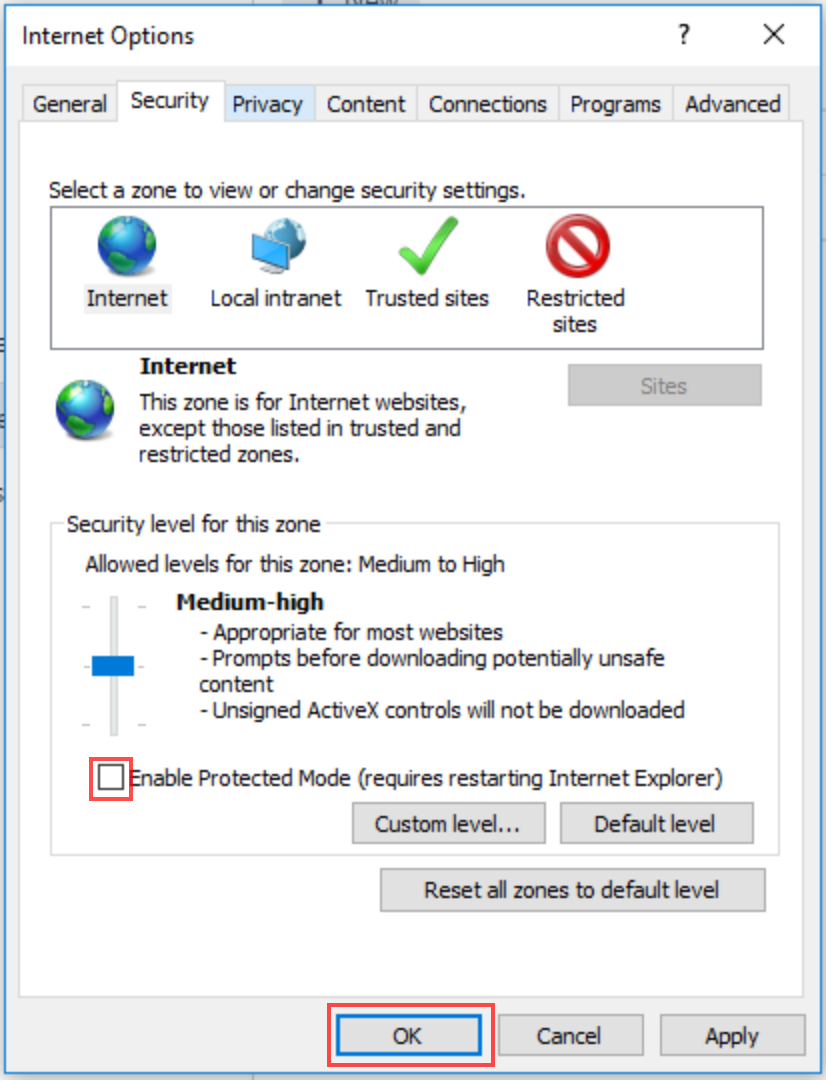 New
Internet Options
?
General Security Privacy Content Connections Programs Advanced
Select a zone to view or change security settings.
Internet Local intranet Trusted sites Restricted
sites
Internet
Sites
This zone is for Internet websites,
except those listed in trusted and
restricted zones.
Security level for this zone
Allowed levels for this zone: Medium to High
Medium-high
- Appropriate for most websites
- Prompts before downloading potentially unsafe
content
- Unsigned ActiveX controls will not be downloaded
Enable Protected Mode (requires restarting Internet Explorer)
Custom level... Default level
Reset all zones to default level
OK Cancel Apply